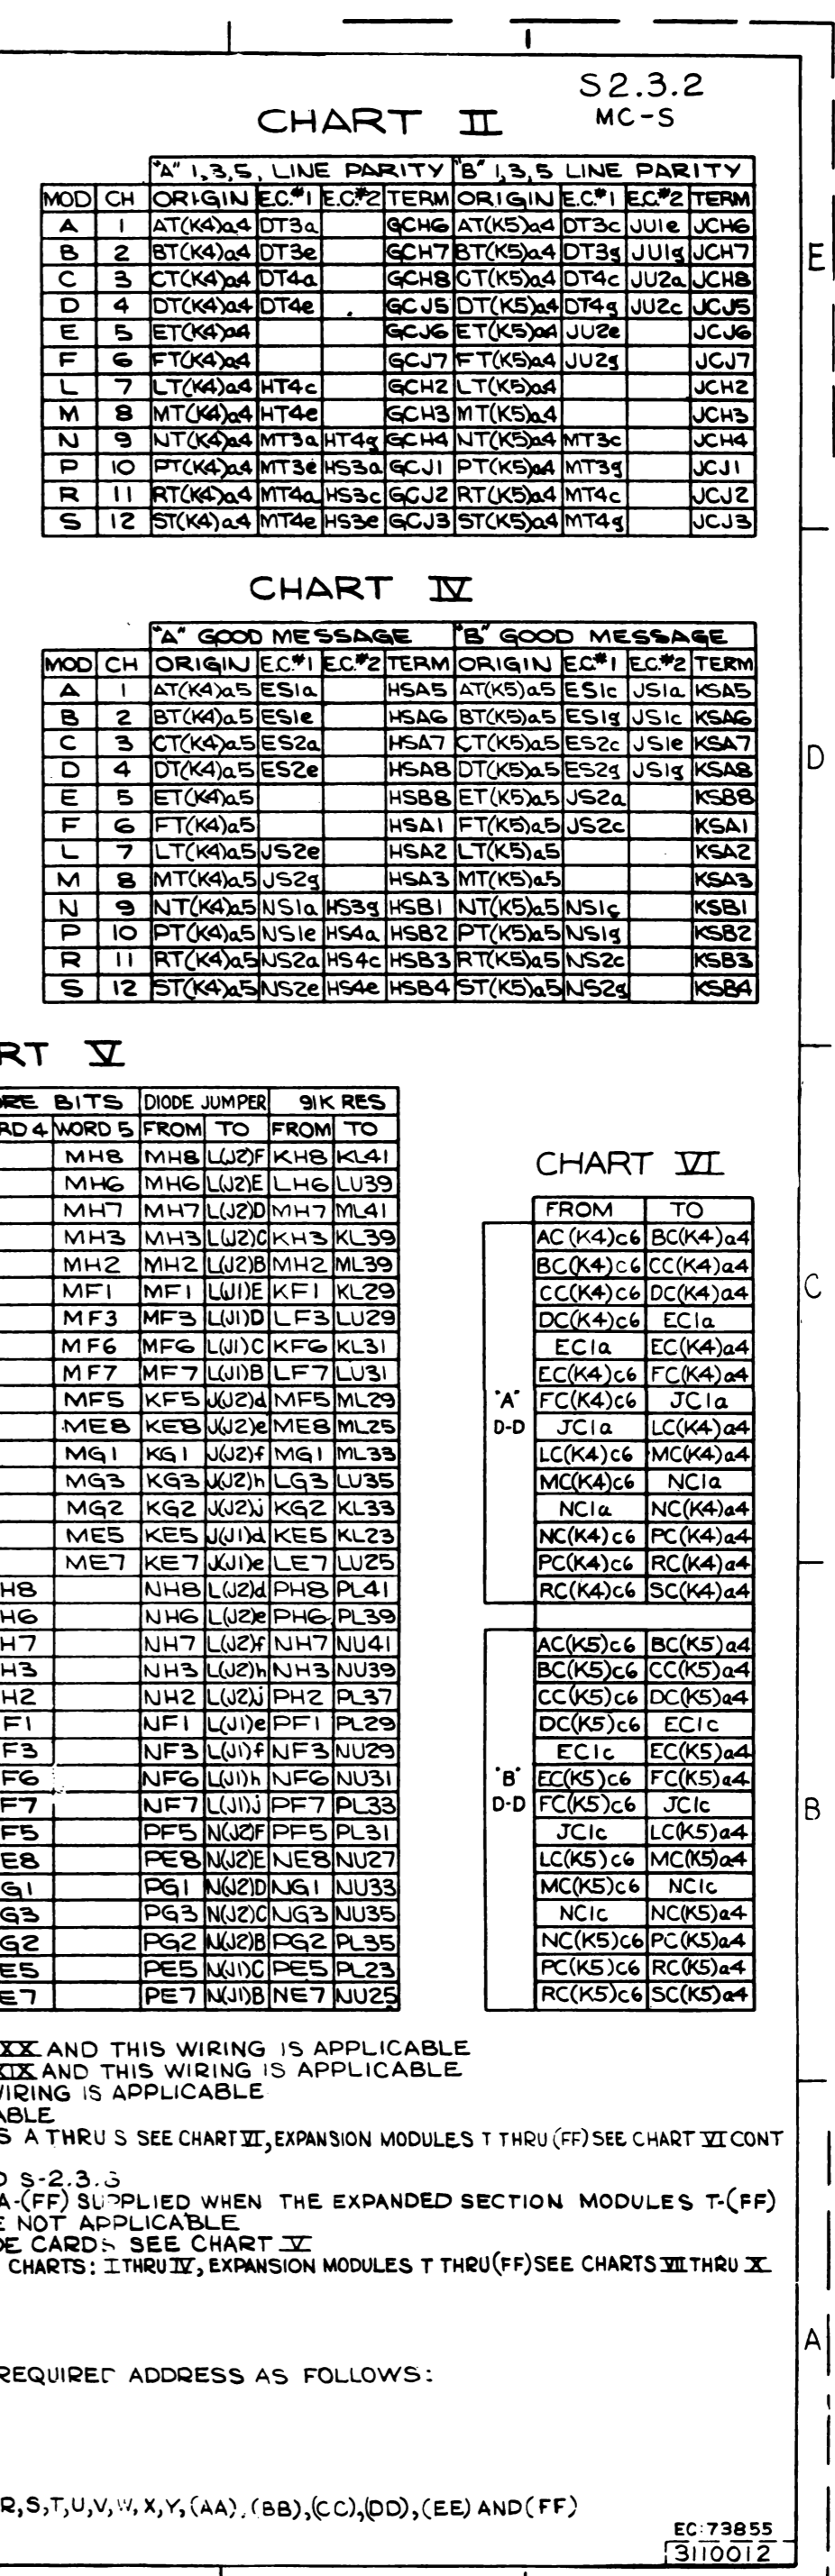 S2.3.2
CHART II MC-S
"A" 1,3,5, LINE PARITY "B" 1,3,5 LINE PARITY
MOD CH ORIGIN E.C.#1 E.C.#2 TERM ORIGIN E.C.#1 E.C.#2 TERM
A 1 AT(K4)a4 DT3a GCH6 AT(K5)a4 DT3c JU1e JCH6
B 2 BT(K4)a4 DT3e GCH7 BT(K5)a4 DT3g JU1g JCH7
C 3 CT(K4)a4 DT4a GCH8 CT(K5)a4 DT4c JU2a JCH8
D 4 DT(K4)a4 DT4e . GCJ5 DT(K5)a4 DT4g JU2c JCJ5
E 5 ET(K4)a4 GCJ6 ET(K5)a4 JU2e JCJ6
F 6 FT(K4)a4 GCJ7 FT(K5)a4 JU2g JCJ7
L 7 LT(K4)a4 HT4c GCH2 LT(K5)a4 JCH2
M 8 MT(K4)a4 HT4e GCH3 MT(K5)a4 JCH3
N 9 NT(K4)a4 MT3a HT4g GCH4 NT(K5)a4 MT3c JCH4
P 10 PT(K4)a4 MT3e HS3a GCJ1 PT(K5)a4 MT3g JCJ1
R 11 RT(K4)a4 MT4a HS3c GCJ2 RT(K5)a4 MT4c JCJ2
S 12 ST(K4)a4 MT4e HS3e GCJ3 ST(K5)a4 MT4g JCJ3
E
CHART IV
"A" GOOD MESSAGE "B" GOOD MESSAGE
MOD CH ORIGIN E.C.#1 E.C.#2 TERM ORIGIN E.C.#1 E.C.#2 TERM
A 1 AT(K4)a5 ES1a HSA5 AT(K5)a5 ES1c JS1a KSA5
B 2 BT(K4)a5 ES1e HSA6 BT(K5)a5 ES1g JS1c KSA6
C 3 CT(K4)a5 ES2a HSA7 CT(K5)a5 ES2c JS1e KSA7
D 4 DT(K4)a5 ES2e HSA8 DT(K5)a5 ES2g JS1g KSA8
E 5 ET(K4)a5 HSB8 ET(K5)a5 JS2a KSB8
F 6 FT(K4)a5 HSA1 FT(K5)a5 JS2c KSA1
L 7 LT(K4)a5 JS2e HSA2 LT(K5)a5 KSA2
M 8 MT(K4)a5 JS2g HSA3 MT(K5)a5 KSA3
N 9 NT(K4)a5 NS1a HS3g HSB1 NT(K5)a5 NS1c KSB1
P 10 PT(K4)a5 NS1e HS4a HSB2 PT(K5)a5 NS1g KSB2
R 11 RT(K4)a5 NS2a HS4c HSB3 RT(K5)a5 NS2c KSB3
S 12 ST(K4)a5 NS2e HS4e HSB4 ST(K5)a5 NS2g KSB4
D
RT V
RE BITS DIODE JUMPER 91K RES
RD 4 WORD 5 FROM TO FROM TO
MH8 MH8 L(J2)F KH8 KL41
MH6 MH6 L(J2)E LH6 LU39
MH7 MH7 L(J2)D MH7 ML41
MH3 MH3 L(J2)C KH3 KL39
MH2 MH2 L(J2)B MH2 ML39
MF1 MF1 L(J1)E KF1 KL29
MF3 MF3 L(J1)D LF3 LU29
MF6 MF6 L(J1)C KF6 KL31
MF7 MF7 L(J1)B LF7 LU31
MF5 KF5 J(J2)d MF5 ML29
ME8 KE8 J(J2)e ME8 ML25
MG1 KG1 J(J2)f MG1 ML33
MG3 KG3 J(J2)h LG3 LU35
MG2 KG2 J(J2)j KG2 KL33
ME5 KE5 J(J1)d KE5 KL23
ME7 KE7 J(J1)e LE7 LU25
H8 NH8 L(J2)d PH8 PL41
H6 NH6 L(J2)e PH6 PL39
H7 NH7 L(J2)f NH7 NU41
H3 NH3 L(J2)h NH3 NU39
H2 NH2 L(J2)j PH2 PL37
F1 NF1 L(J1)e PF1 PL29
F3 NF3 L(J1)f NF3 NU29
F6 NF6 L(J1)h NF6 NU31
F7 NF7 L(J1)j PF7 PL33
F5 PF5 N(J2)F PF5 PL31
E8 PE8 N(J2)E NE8 NU27
G1 PG1 N(J2)D NG1 NU33
G3 PG3 N(J2)C NG3 NU35
G2 PG2 N(J2)B PG2 PL35
E5 PE5 N(J1)C PE5 PL23
E7 PE7 N(J1)B NE7 NU25
CHART VI
FROM TO
AC(K4)c6 BC(K4)a4
BC(K4)c6 CC(K4)a4
CC(K4)c6 DC(K4)a4
DC(K4)c6 EC1a
EC1a EC(K4)a4
EC(K4)c6 FC(K4)a4
"A" FC(K4)c6 JC1a
D-D JC1a LC(K4)a4
LC(K4)c6 MC(K4)a4
MC(K4)c6 NC1a
NC1a NC(K4)a4
NC(K4)c6 PC(K4)a4
PC(K4)c6 RC(K4)a4
RC(K4)c6 SC(K4)a4
AC(K5)c6 BC(K5)a4
BC(K5)c6 CC(K5)a4
CC(K5)c6 DC(K5)a4
DC(K5)c6 EC1c
EC1c EC(K5)a4
"B" EC(K5)c6 FC(K5)a4
D-D FC(K5)c6 JC1c
JC1c LC(K5)a4
LC(K5)c6 MC(K5)a4
MC(K5)c6 NC1c
NC1c NC(K5)a4
NC(K5)c6 PC(K5)a4
PC(K5)c6 RC(K5)a4
RC(K5)c6 SC(K5)a4
C
B
XX AND THIS WIRING IS APPLICABLE
XIX AND THIS WIRING IS APPLICABLE
WIRING IS APPLICABLE
ABLE
S A THRU S SEE CHART VI, EXPANSION MODULES T THRU (FF) SEE CHART VI CONT
D S-2.3.3
A-(FF) SUPPLIED WHEN THE EXPANDED SECTION MODULES T-(FF)
E NOT APPLICABLE
DE CARDS SEE CHART V
CHARTS: I THRU IV, EXPANSION MODULES T THRU (FF) SEE CHARTS VII THRU X
A
REQUIRED ADDRESS AS FOLLOWS:
R,S,T,U,V,W,X,Y,(AA),(BB),(CC),(DD),(EE) AND (FF)
EC:73855
3110012